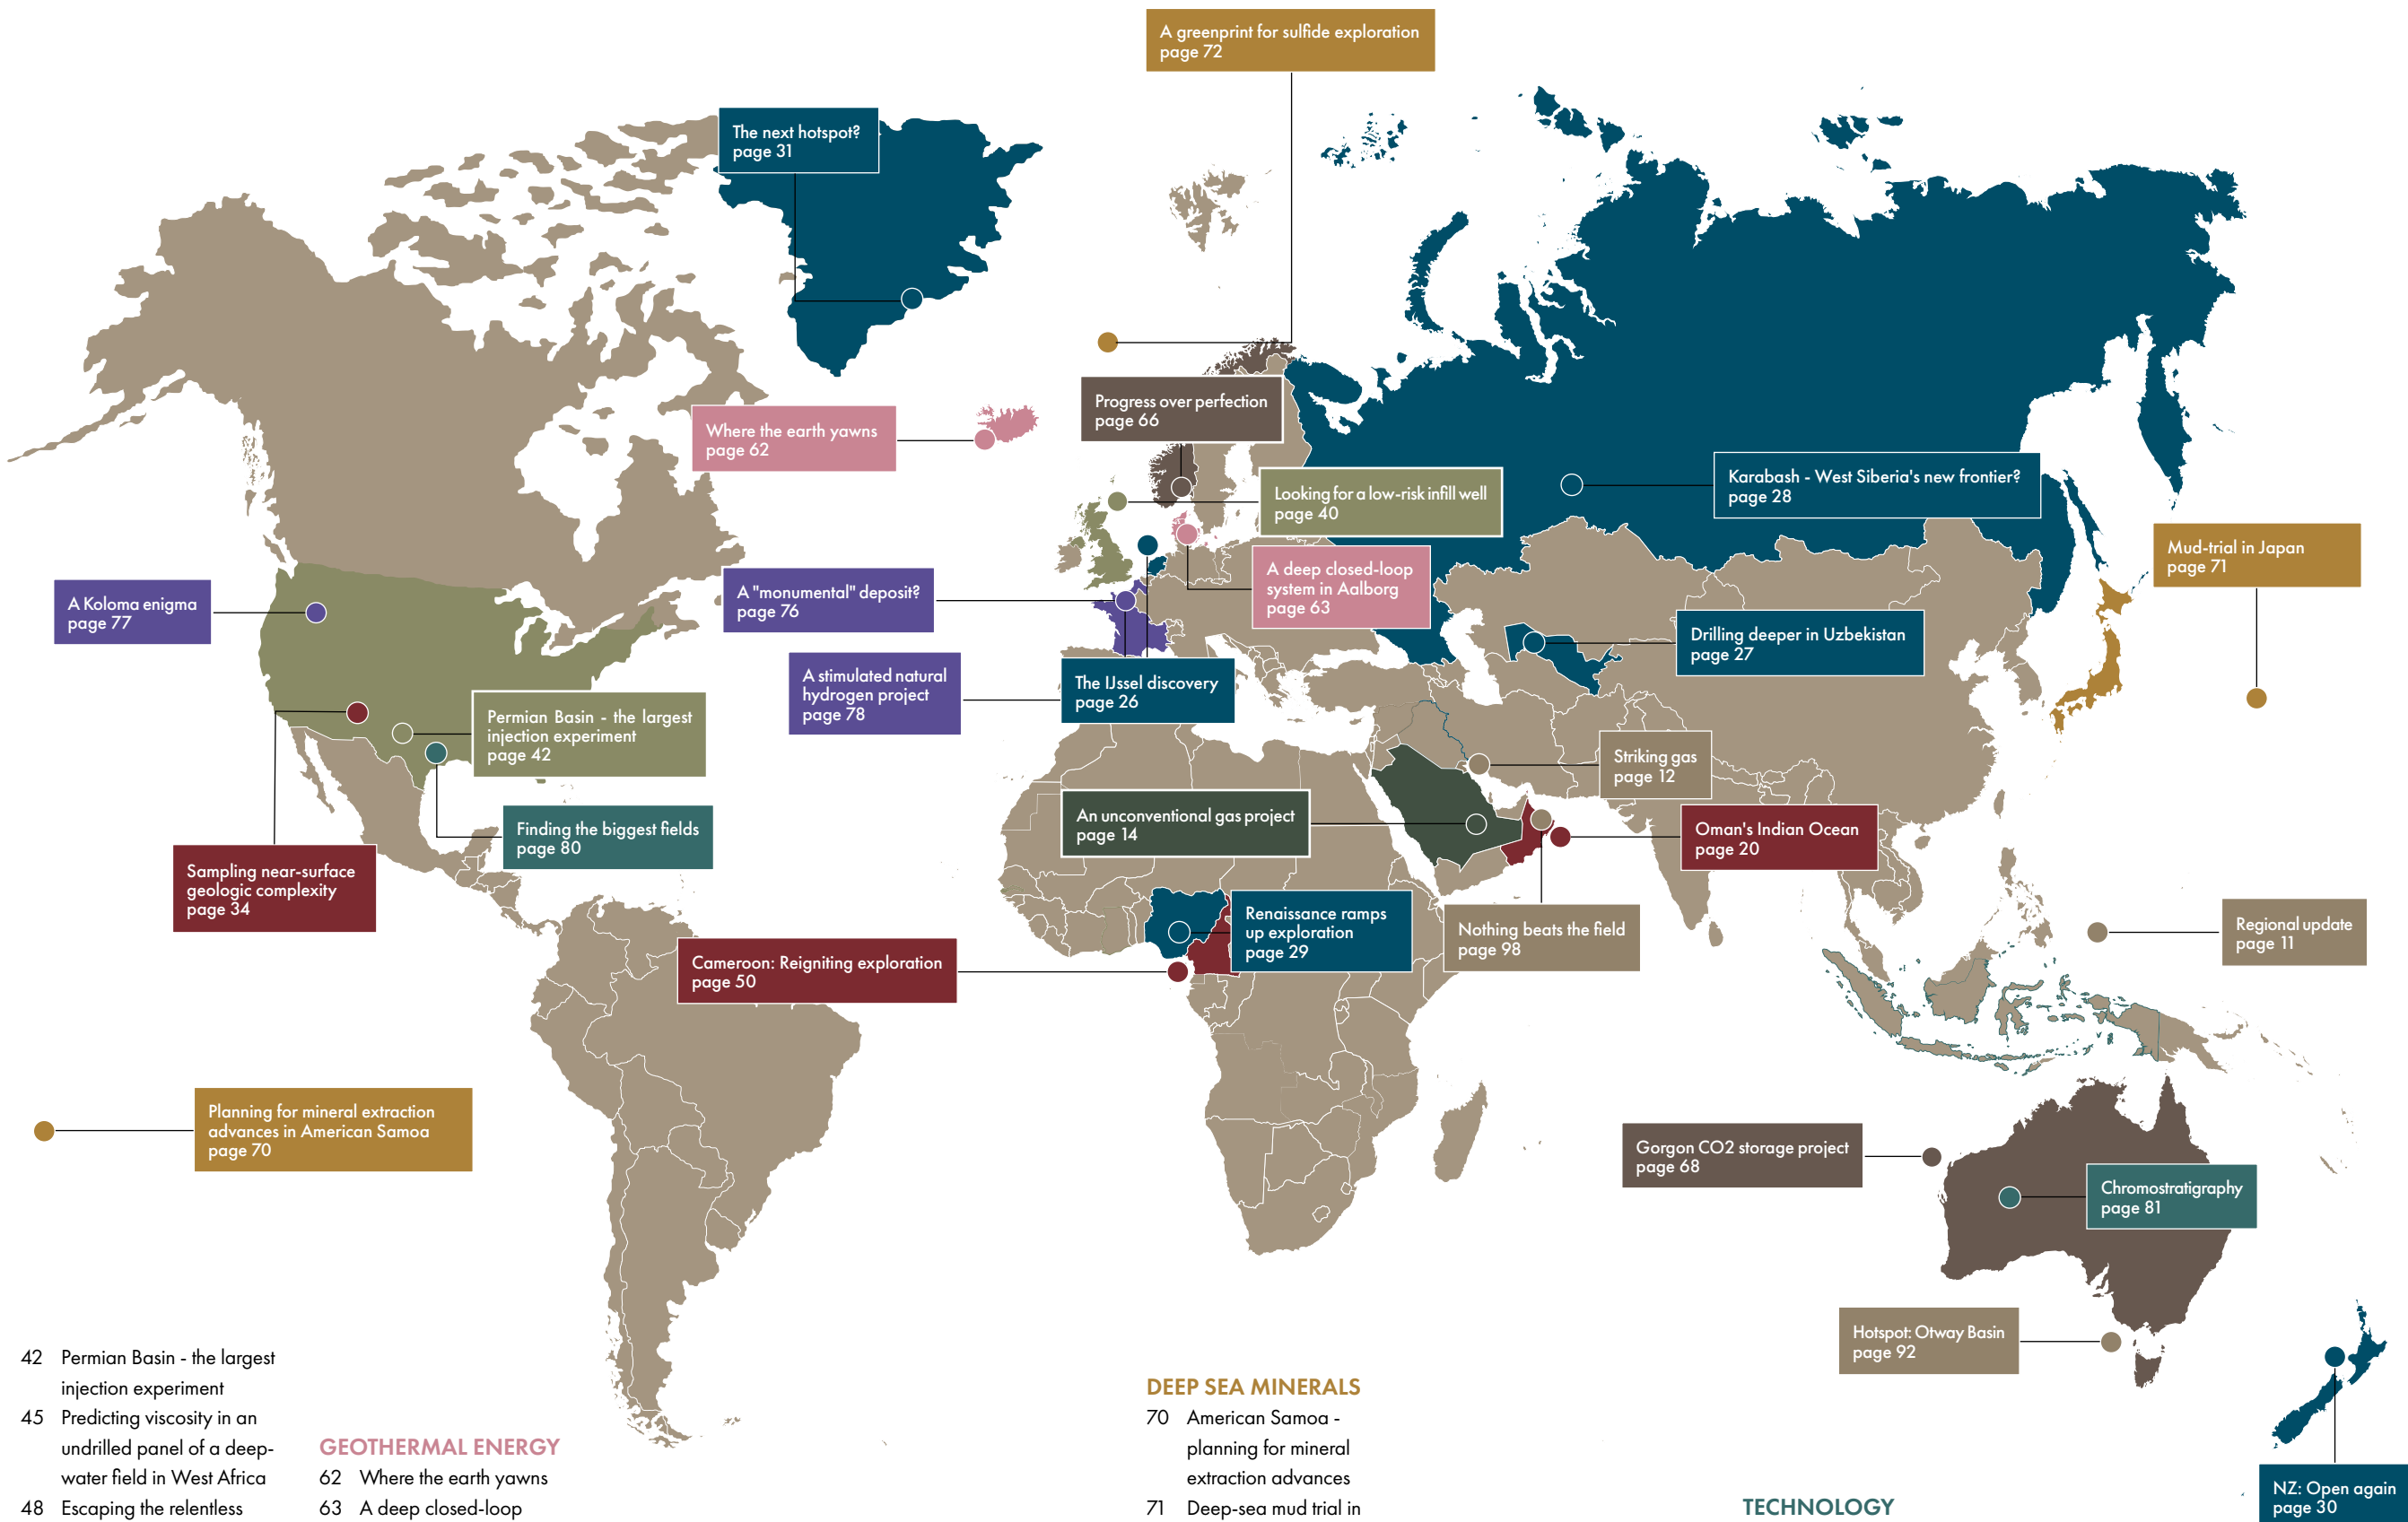 A greenprint for sulfide exploration
page 72
The next hotspot?
page 31
Progress over perfection
page 66
Where the earth yawns
page 62
Looking for a low-risk infill well
page 40
Karabash - West Siberia's new frontier?
page 28
Mud-trial in Japan
page 71
A Koloma enigma
page 77
A "monumental" deposit?
page 76
A deep closed-loop
system in Aalborg
page 63
Drilling deeper in Uzbekistan
page 27
A stimulated natural
hydrogen project
page 78
The IJssel discovery
page 26
Permian Basin - the largest
injection experiment
page 42
Striking gas
page 12
An unconventional gas project
page 14
Finding the biggest fields
page 80
Oman's Indian Ocean
page 20
Sampling near-surface
geologic complexity
page 34
Renaissance ramps
up exploration
page 29
Nothing beats the field
page 98
Regional update
page 11
Cameroon: Reigniting exploration
page 50
Planning for mineral extraction
advances in American Samoa
page 70
Gorgon CO2 storage project
page 68
Chromostratigraphy
page 81
Hotspot: Otway Basin
page 92
NZ: Open again
page 30
42 Permian Basin - the largest
injection experiment
45 Predicting viscosity in an
undrilled panel of a deep-
water field in West Africa
48 Escaping the relentless
GEOTHERMAL ENERGY
62 Where the earth yawns
63 A deep closed-loop
DEEP SEA MINERALS
70 American Samoa -
planning for mineral
extraction advances
71 Deep-sea mud trial in
TECHNOLOGY